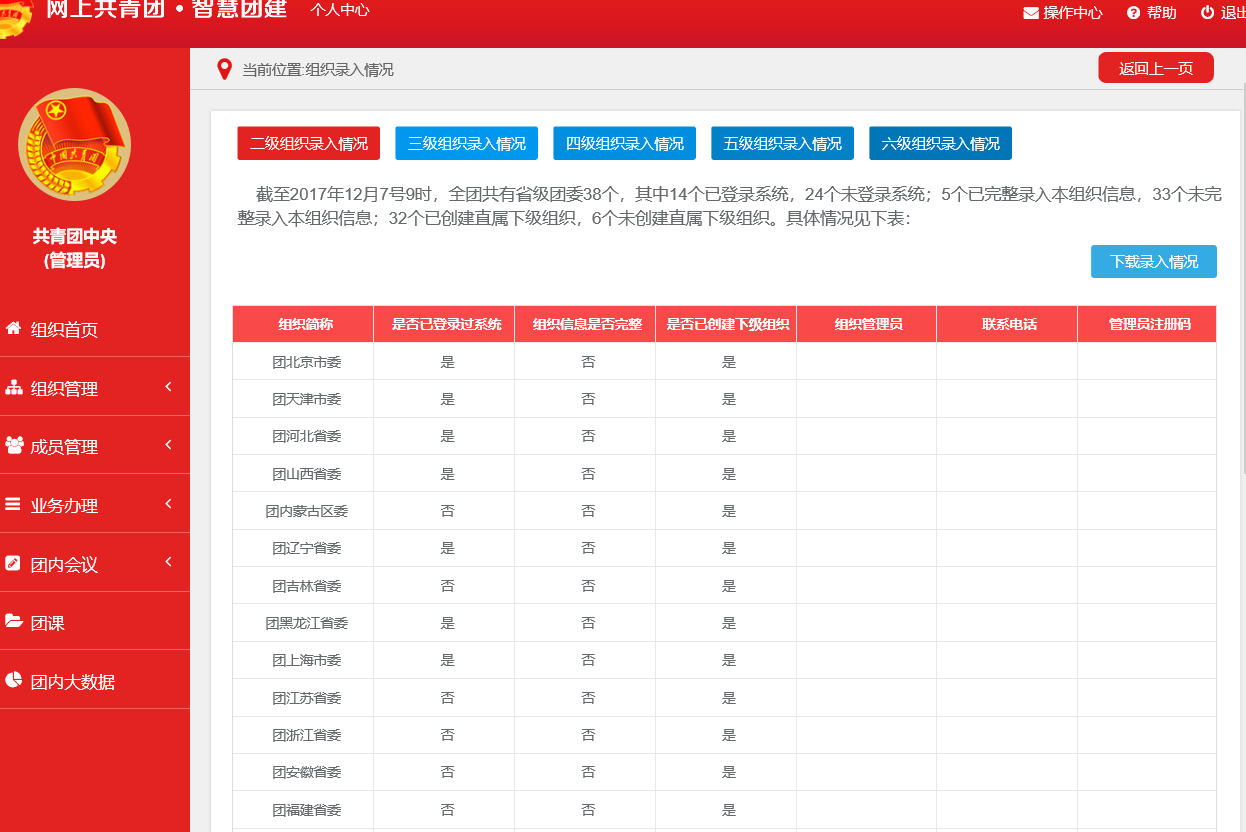 网上共青团·智慧团建 个人中心 操作中心 帮助 退出
当前位置:组织录入情况 返回上一页
共青团中央
(管理员)
组织首页
组织管理
成员管理
业务办理
团内会议
团课
团内大数据
二级组织录入情况 三级组织录入情况 四级组织录入情况 五级组织录入情况 六级组织录入情况
截至2017年12月7号9时，全团共有省级团委38个，其中14个已登录系统，24个未登录系统；5个已完整录入本组织信息，33个未完
整录入本组织信息；32个已创建直属下级组织，6个未创建直属下级组织。具体情况见下表：
下载录入情况
组织简称 是否已登录过系统 组织信息是否完整 是否已创建下级组织 组织管理员 联系电话 管理员注册码
团北京市委 是 否 是
团天津市委 是 否 是
团河北省委 是 否 是
团山西省委 是 否 是
团内蒙古区委 否 否 是
团辽宁省委 是 否 是
团吉林省委 否 否 是
团黑龙江省委 是 否 是
团上海市委 是 否 是
团江苏省委 否 否 是
团浙江省委 否 否 是
团安徽省委 否 否 是
团福建省委 否 否 是